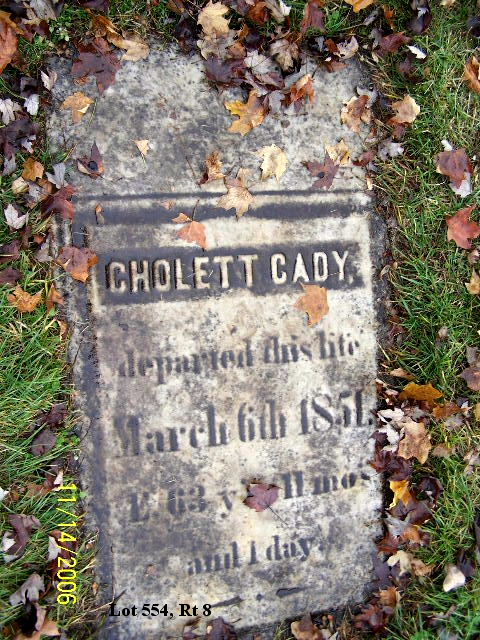 CHOLETT CADY,
departed this life
March 6th 1851.
Æ 63 y 11 mos
and 1 day.
11/14/2006
Lot 554, Rt 8